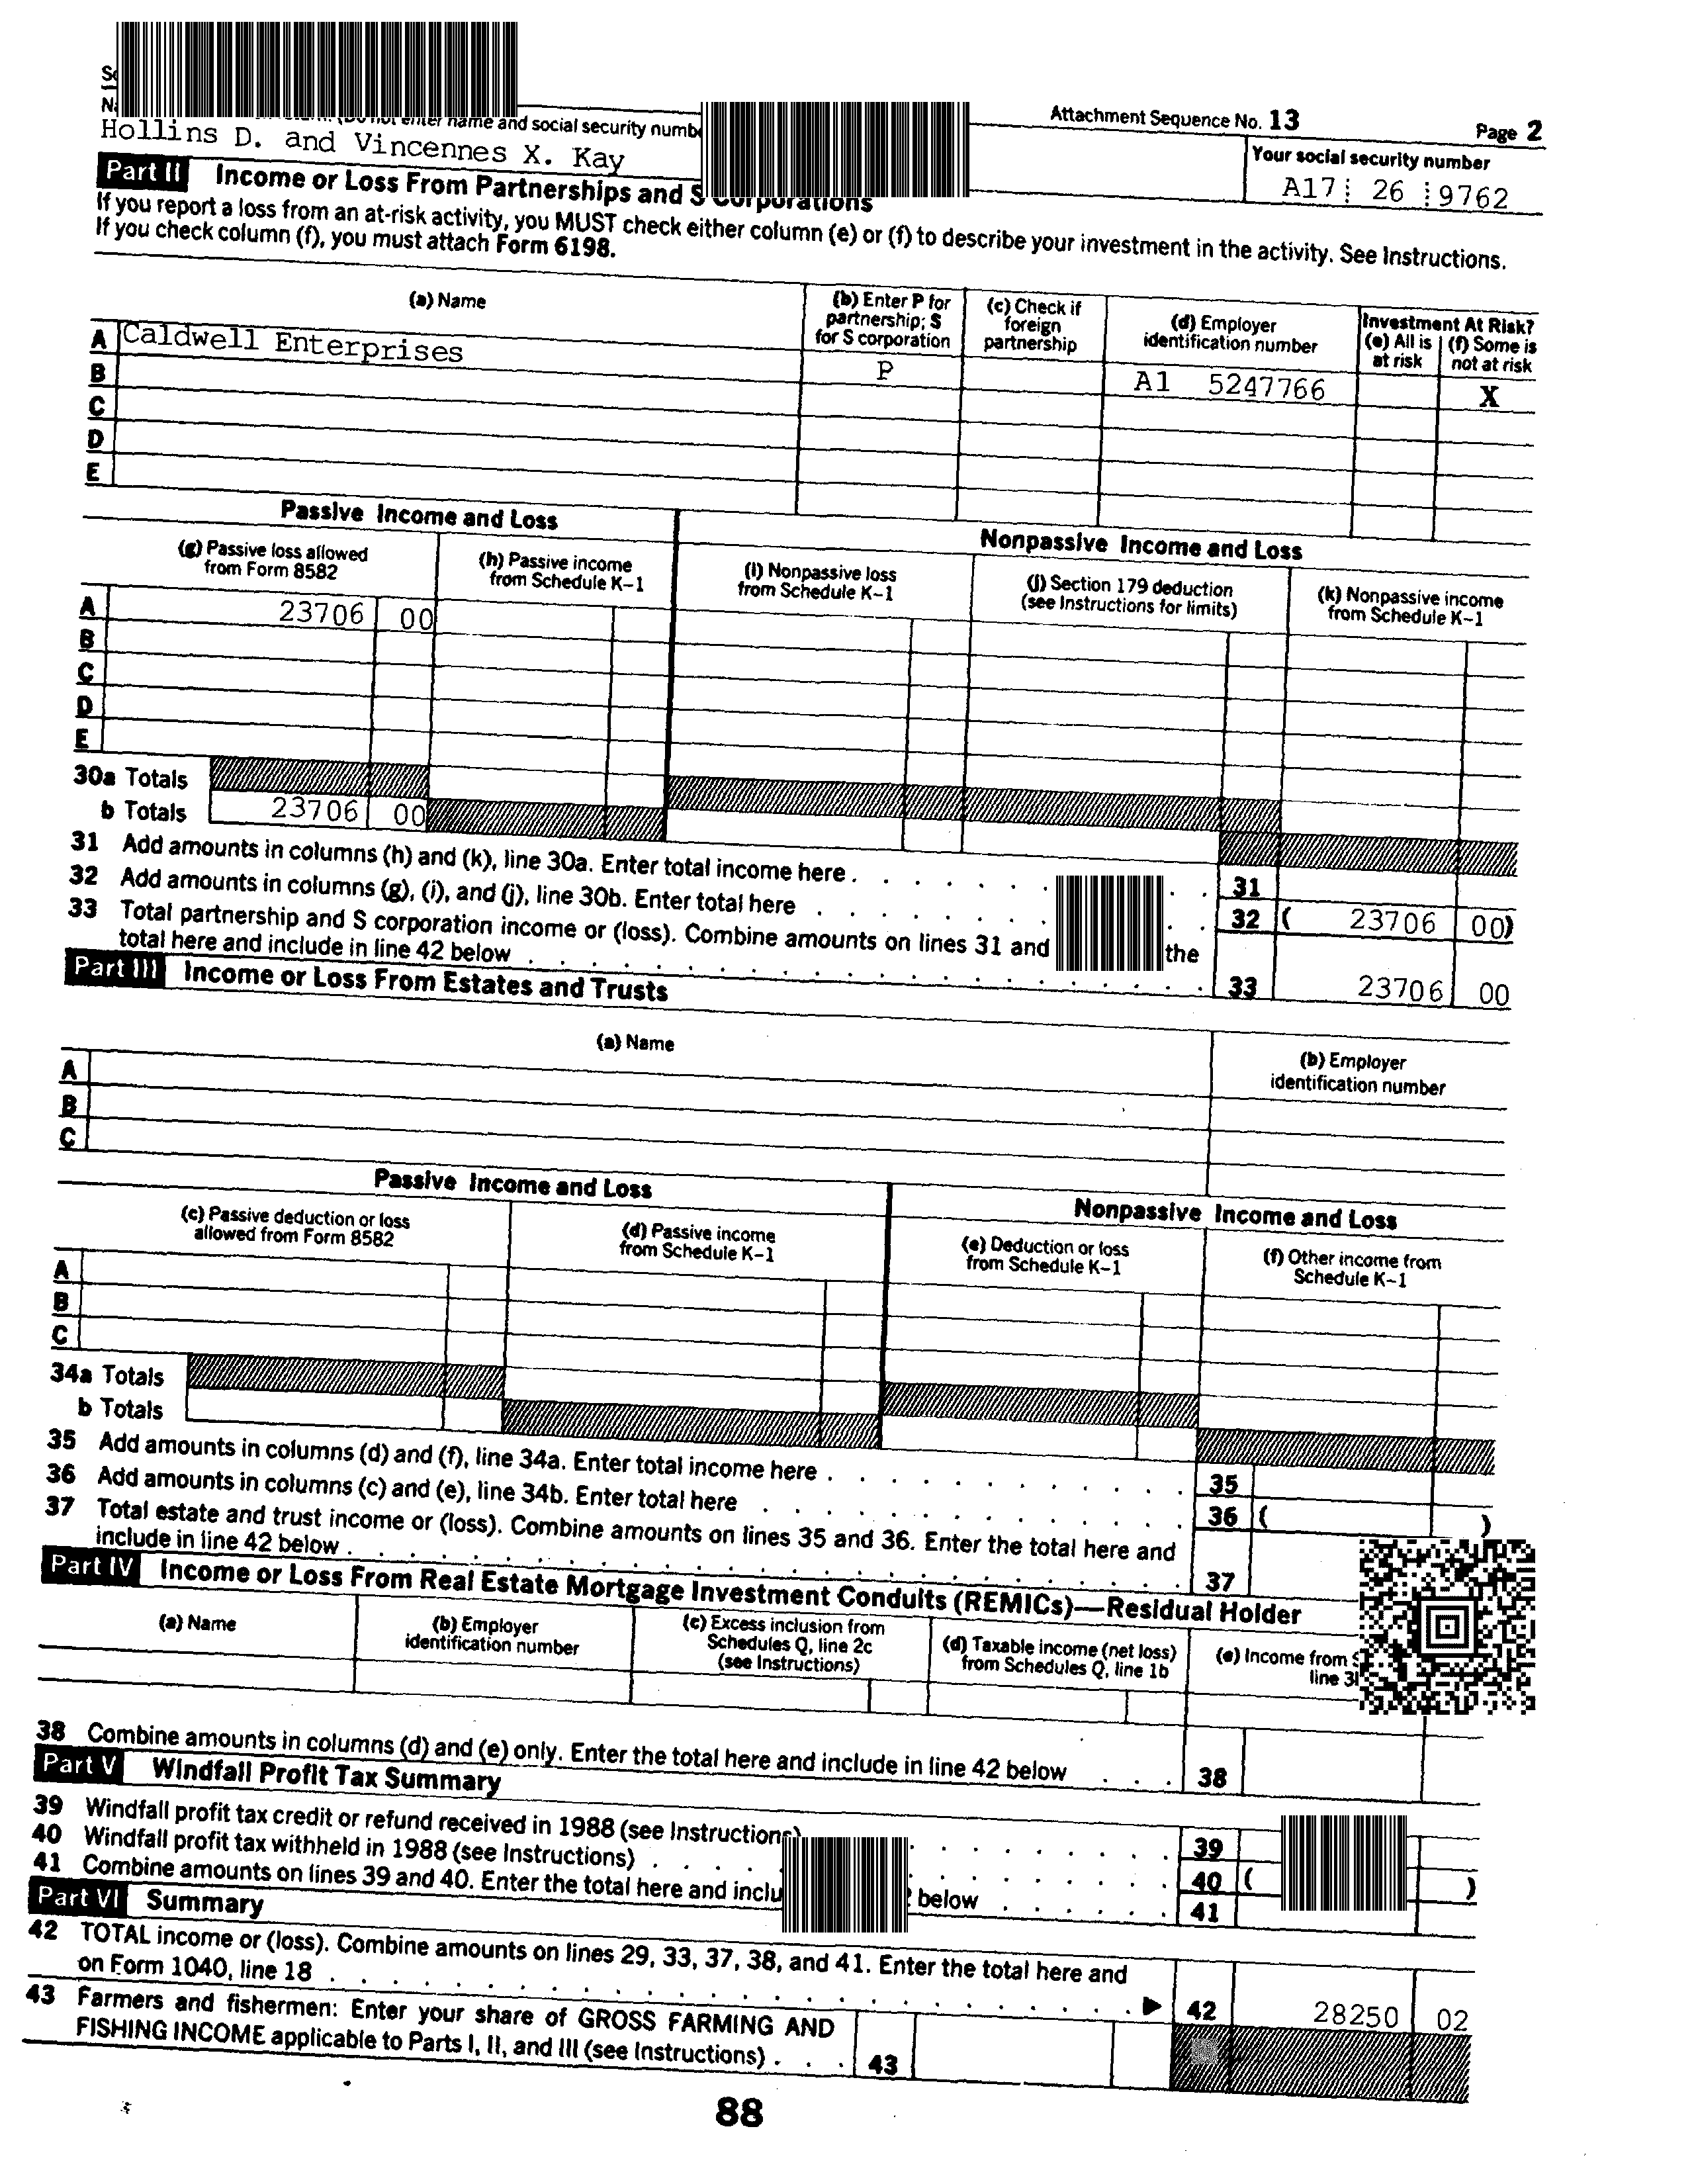 Attachment Sequence No. 13 Page 2
enter name and social security
Your social security number
Hollins D. and Vincennes X. Kay A17 26 9762
Part II Income or Loss From Partnerships and S Corporations
If you report a loss from an at-risk activity, you MUST check either column (e) or (f) to describe your investment in the activity. See Instructions.
If you check column (f), you must attach Form 6198.
(a) Name
(b) Enter P for partnership; S for S corporation
(c) Check if foreign partnership
(d) Employer identification number
Investment At Risk?
(e) All is at risk
(f) Some is not at risk
A Caldwell Enterprises P A1 5247766 X
B
C
D
E
Passive Income and Loss
Nonpassive Income and Loss
(g) Passive loss allowed from Form 8582
(h) Passive income from Schedule K-1
(i) Nonpassive loss from Schedule K-1
(j) Section 179 deduction (see Instructions for limits)
(k) Nonpassive income from Schedule K-1
A 23706 00
B
C
D
E
30a Totals
b Totals 23706 00
31 Add amounts in columns (h) and (k), line 30a. Enter total income here . . . . . . . . 31
32 Add amounts in columns (g), (i), and (j), line 30b. Enter total here . . . . . . . . 32 ( 23706 00)
33 Total partnership and S corporation income or (loss). Combine amounts on lines 31 and the
total here and include in line 42 below . . . . . . . . 33 23706 00
Part III Income or Loss From Estates and Trusts
(a) Name
(b) Employer identification number
A
B
C
Passive Income and Loss
Nonpassive Income and Loss
(c) Passive deduction or loss allowed from Form 8582
(d) Passive income from Schedule K-1
(e) Deduction or loss from Schedule K-1
(f) Other income from Schedule K-1
A
B
C
34a Totals
b Totals
35 Add amounts in columns (d) and (f), line 34a. Enter total income here . . . . . . . . 35
36 Add amounts in columns (c) and (e), line 34b. Enter total here . . . . . . . . 36 ( )
37 Total estate and trust income or (loss). Combine amounts on lines 35 and 36. Enter the total here and
include in line 42 below . . . . . . . . 37
Part IV Income or Loss From Real Estate Mortgage Investment Conduits (REMICs)—Residual Holder
(a) Name
(b) Employer identification number
(c) Excess inclusion from Schedules Q, line 2c (see Instructions)
(d) Taxable income (net loss) from Schedules Q, line 1b
(e) Income from
line
38 Combine amounts in columns (d) and (e) only. Enter the total here and include in line 42 below . . . 38
Part V Windfall Profit Tax Summary
39 Windfall profit tax credit or refund received in 1988 (see Instructions) . . . . . . . . 39
40 Windfall profit tax withheld in 1988 (see Instructions) . . . . . . . . 40 ( )
41 Combine amounts on lines 39 and 40. Enter the total here and below . . . . . . 41
Part VI Summary
42 TOTAL income or (loss). Combine amounts on lines 29, 33, 37, 38, and 41. Enter the total here and
on Form 1040, line 18 . . . . . . . . ▶ 42 28250 02
43 Farmers and fishermen: Enter your share of GROSS FARMING AND
FISHING INCOME applicable to Parts I, II, and III (see Instructions) . . . 43
88